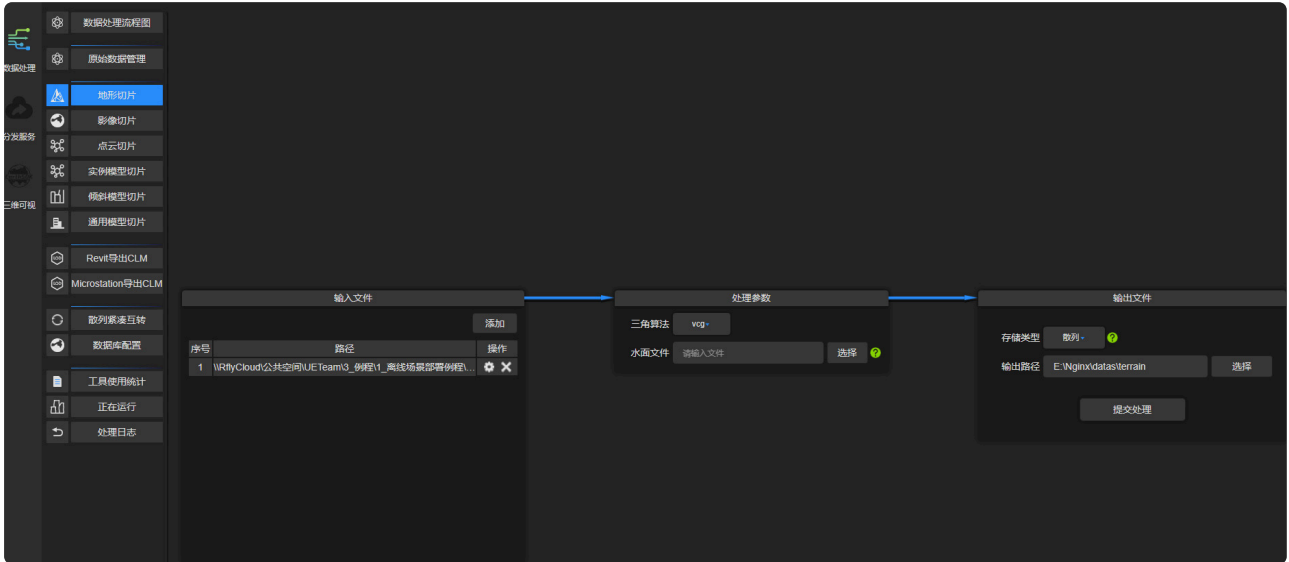 数据处理
分发服务
三维可视
数据处理流程图
原始数据管理
地形切片
影像切片
点云切片
实例模型切片
倾斜模型切片
通用模型切片
Revit导出CLM
Microstation导出CLM
散列紧凑互转
数据库配置
工具使用统计
正在运行
处理日志
输入文件
添加
序号 路径 操作
1 \\RflyCloud\公共空间\UETeam\3_例程\1_离线场景部署例程\...
处理参数
三角算法 vcg
水面文件 请输入文件 选择 ?
输出文件
存储类型 散列 ?
输出路径 E:\Nginx\datas\terrain 选择
提交处理